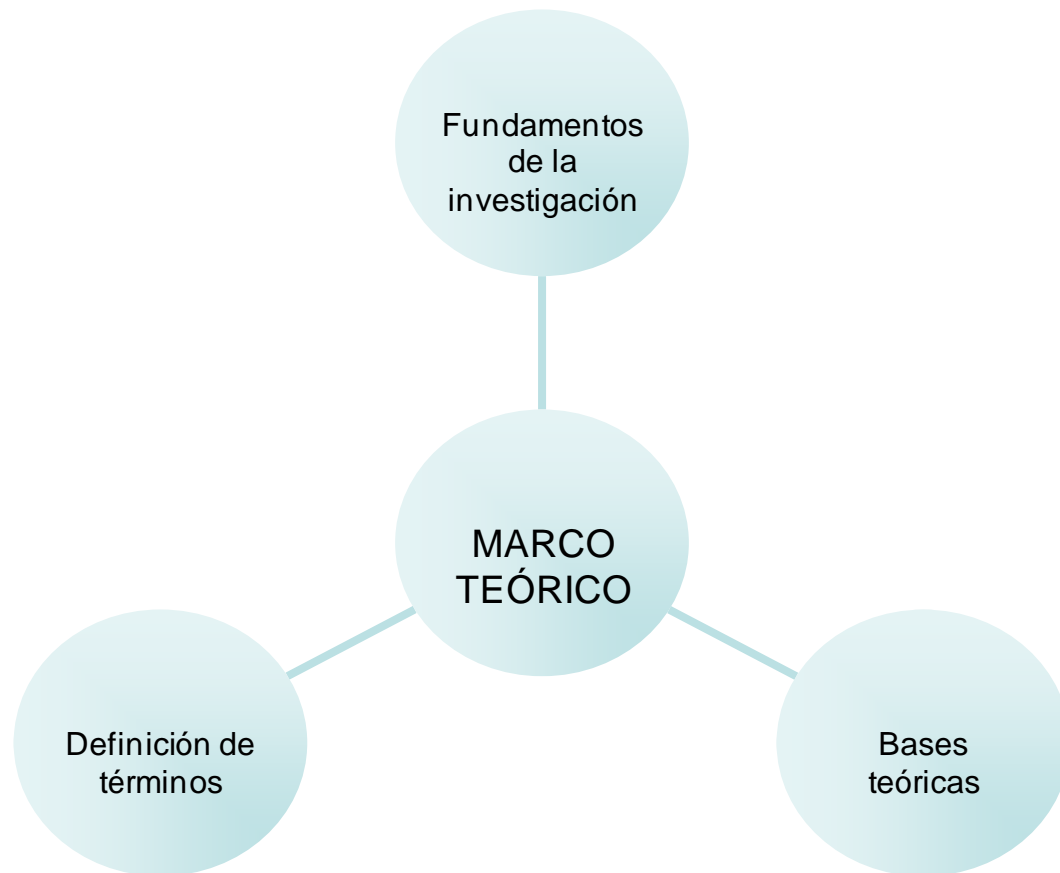 Fundamentos
de la
investigación
MARCO
TEÓRICO
Definición de
términos
Bases
teóricas